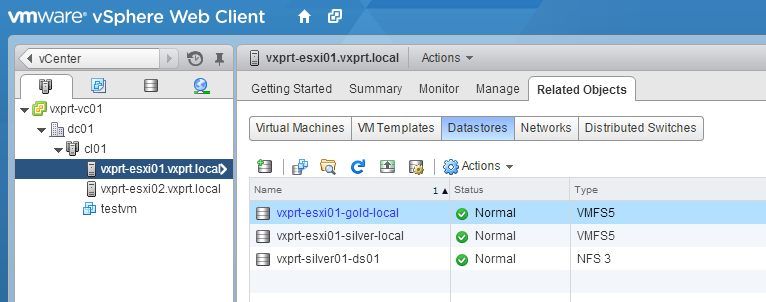 vmware® vSphere Web Client
vCenter
vxprt-esxi01.vxprt.local Actions
Getting Started Summary Monitor Manage Related Objects
vxprt-vc01
dc01
cl01
vxprt-esxi01.vxprt.local
vxprt-esxi02.vxprt.local
testvm
Virtual Machines VM Templates Datastores Networks Distributed Switches
Actions
Name 1 Status Type
vxprt-esxi01-gold-local Normal VMFS5
vxprt-esxi01-silver-local Normal VMFS5
vxprt-silver01-ds01 Normal NFS 3